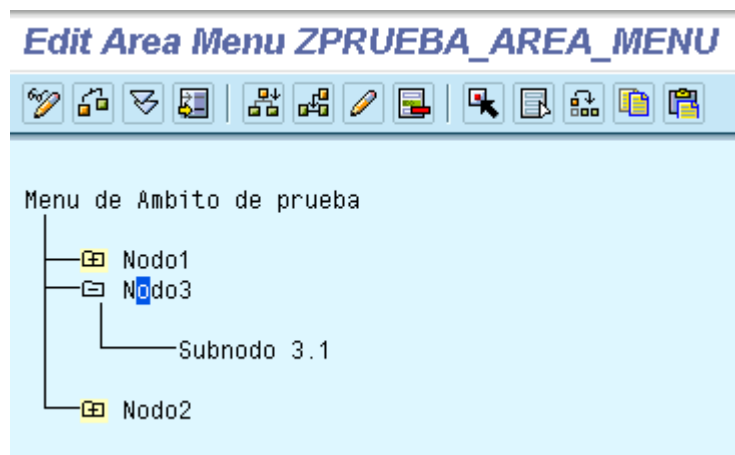 Edit Area Menu ZPRUEBA_AREA_MENU
Menu de Ambito de prueba
Nodo1
Nodo3
Subnodo 3.1
Nodo2